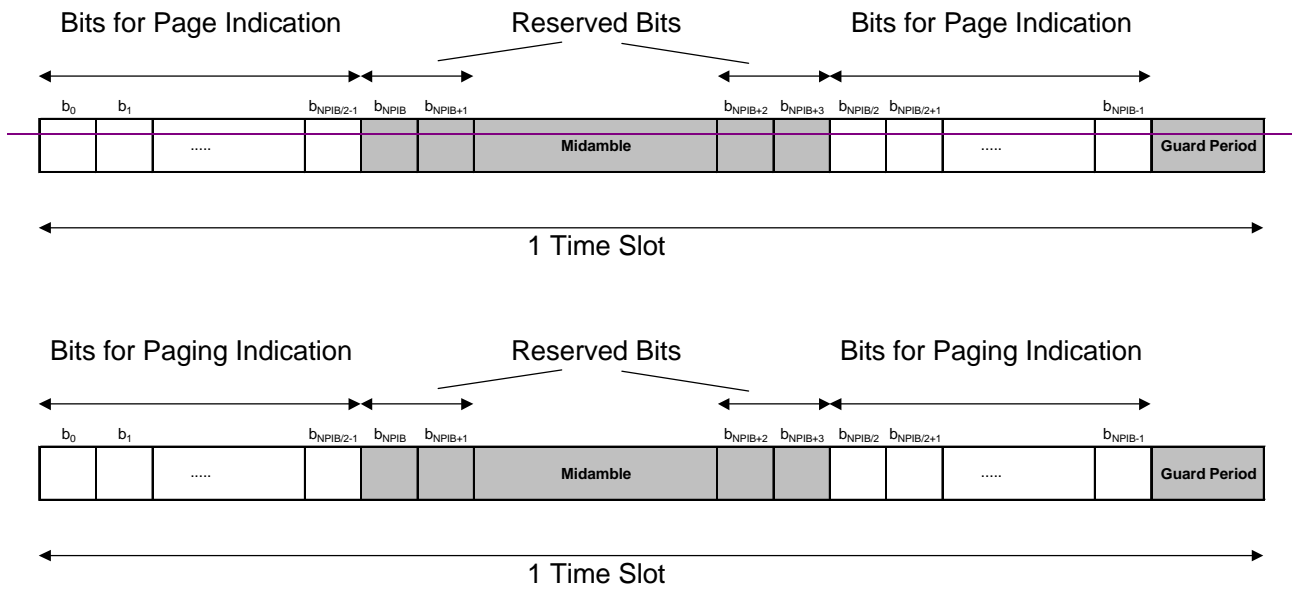 Bits for Page Indication Reserved Bits Bits for Page Indication
b0 b1 bNPIB/2-1 bNPIB bNPIB+1 bNPIB+2 bNPIB+3 bNPIB/2 bNPIB/2+1 bNPIB-1
..... Midamble ..... Guard Period
1 Time Slot
Bits for Paging Indication Reserved Bits Bits for Paging Indication
b0 b1 bNPIB/2-1 bNPIB bNPIB+1 bNPIB+2 bNPIB+3 bNPIB/2 bNPIB/2+1 bNPIB-1
..... Midamble ..... Guard Period
1 Time Slot